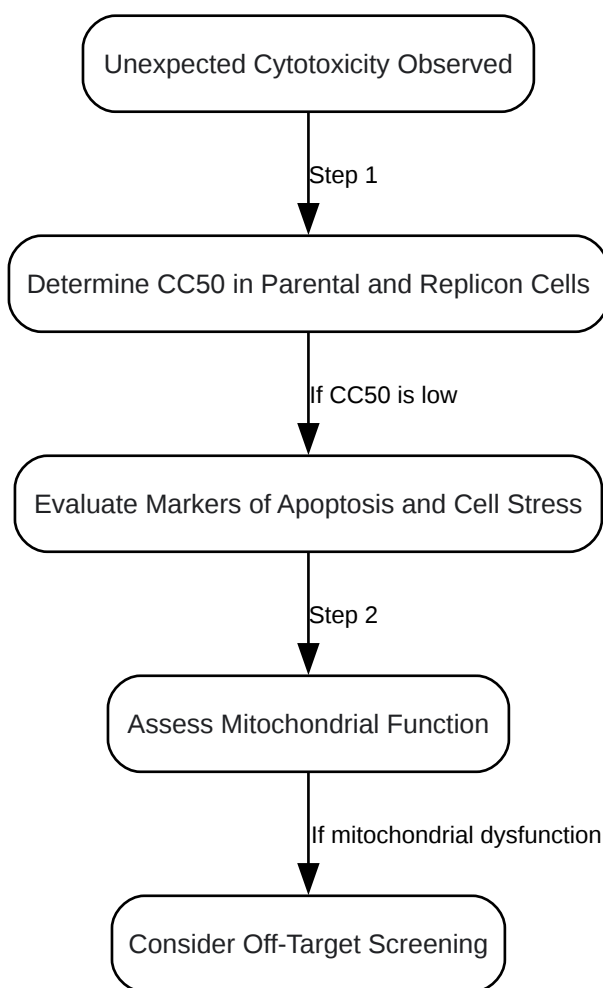 Unexpected Cytotoxicity Observed
Step 1
Determine CC50 in Parental and Replicon Cells
If CC50 is low
Evaluate Markers of Apoptosis and Cell Stress
Step 2
Assess Mitochondrial Function
If mitochondrial dysfunction
Consider Off-Target Screening